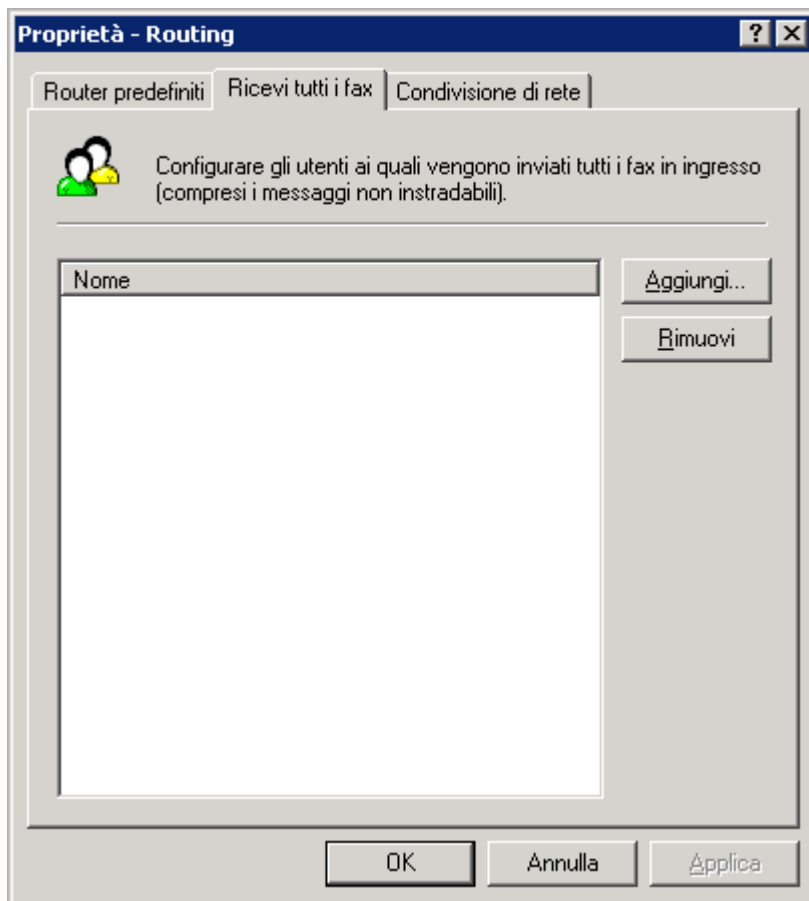 Proprietà - Routing
Router predefiniti
Ricevi tutti i fax
Condivisione di rete
Configurare gli utenti ai quali vengono inviati tutti i fax in ingresso
(compresi i messaggi non instradabili).
Nome
Aggiungi...
Rimuovi
OK
Annulla
Applica